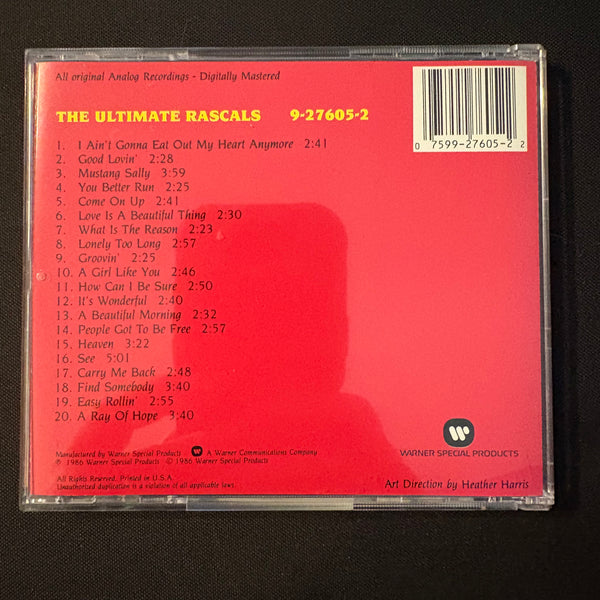 All original Analog Recordings - Digitally Mastered
THE ULTIMATE RASCALS 9-27605-2
0 7599-27605-2 2
1. I Ain't Gonna Eat Out My Heart Anymore 2:41
2. Good Lovin' 2:28
3. Mustang Sally 3:59
4. You Better Run 2:25
5. Come On Up 2:41
6. Love Is A Beautiful Thing 2:30
7. What Is The Reason 2:23
8. Lonely Too Long 2:57
9. Groovin' 2:25
10. A Girl Like You 2:46
11. How Can I Be Sure 2:50
12. It's Wonderful 2:40
13. A Beautiful Morning 2:32
14. People Got To Be Free 2:57
15. Heaven 3:22
16. See 5:01
17. Carry Me Back 2:48
18. Find Somebody 3:40
19. Easy Rollin' 2:55
20. A Ray Of Hope 3:40
Manufactured by Warner Special Products A Warner Communications Company
℗ 1986 Warner Special Products © 1986 Warner Special Products
WARNER SPECIAL PRODUCTS
All Rights Reserved. Printed in U.S.A.
Unauthorized duplication is a violation of all applicable laws.
Art Direction by Heather Harris